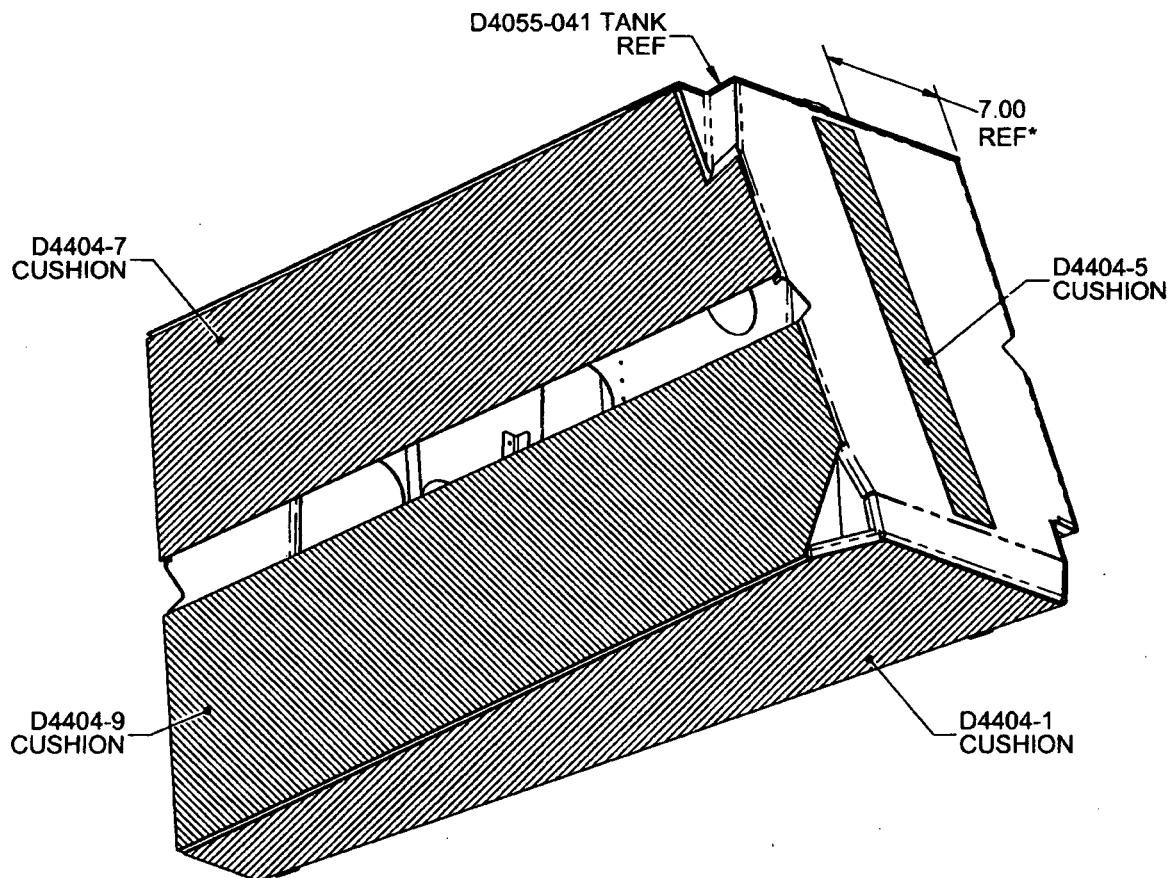 D4055-041 TANK
REF
7.00
REF*
D4404-7
CUSHION
D4404-5
CUSHION
D4404-9
CUSHION
D4404-1
CUSHION